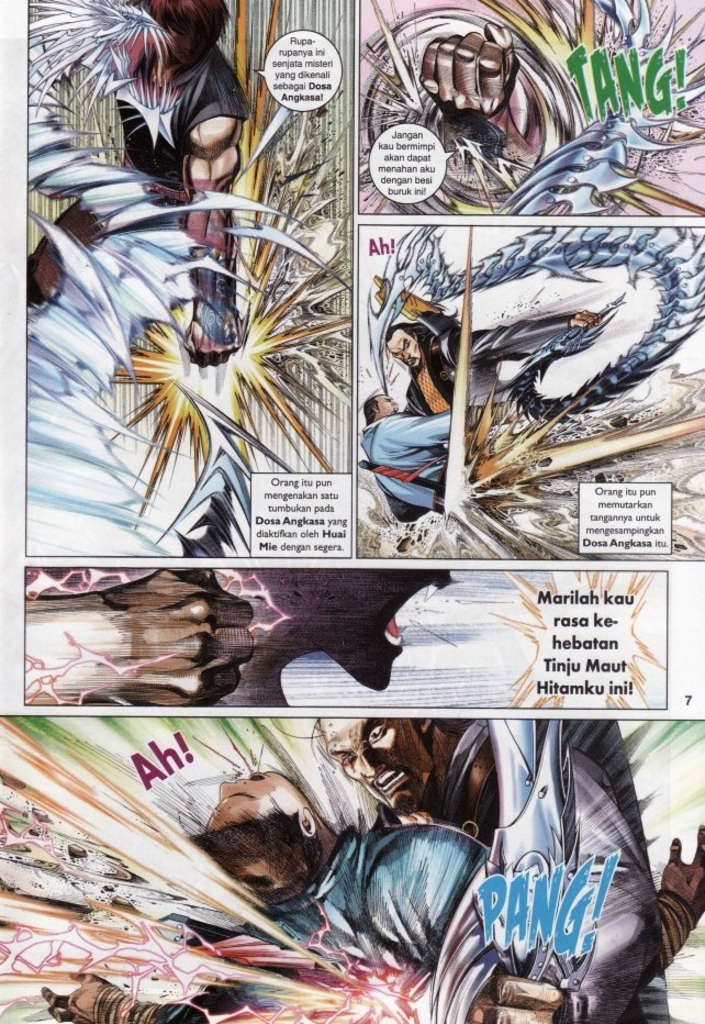 Rupa-
rupanya ini
senjata misteri
yang dikenali
sebagai Dosa
Angkasa!
Orang itu pun
mengenakan satu
tumbukan pada
Dosa Angkasa yang
diaktifkan oleh Huai
Mie dengan segera.
TANG!
Jangan
kau bermimpi
akan dapat
menahan aku
dengan besi
buruk ini!
Ah!
Orang itu pun
memutarkan
tangannya untuk
mengesampingkan
Dosa Angkasa itu.
Marilah kau
rasa ke-
hebatan
Tinju Maut
Hitamku ini!
7
Ah!
PANG!